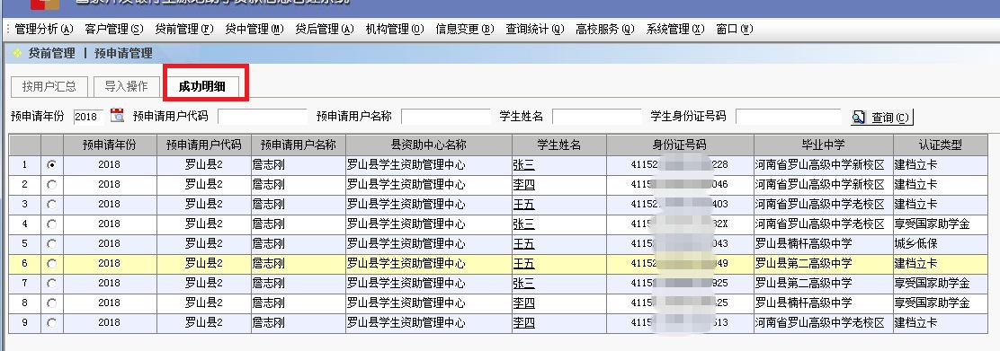 国家开发银行生源地助学贷款信息管理系统
管理分析(A) 客户管理(S) 贷前管理(F) 贷中管理(M) 贷后管理(A) 机构管理(O) 信息变更(B) 查询统计(Q) 高校服务(Q) 系统管理(X) 窗口(W)
贷前管理 | 预申请管理
按用户汇总 导入操作 成功明细
预申请年份 2018 预申请用户代码 预申请用户名称 学生姓名 学生身份证号码 查询(C)
预申请年份 预申请用户代码 预申请用户名称 县资助中心名称 学生姓名 身份证号码 毕业中学 认证类型
1 2018 罗山县2 詹志刚 罗山县学生资助管理中心 张三 41152 228 河南省罗山高级中学新校区 建档立卡
2 2018 罗山县2 詹志刚 罗山县学生资助管理中心 李四 4115 046 河南省罗山高级中学新校区 建档立卡
3 2018 罗山县2 詹志刚 罗山县学生资助管理中心 王五 41152 403 河南省罗山高级中学老校区 建档立卡
4 2018 罗山县2 詹志刚 罗山县学生资助管理中心 张三 4115 32X 河南省罗山高级中学老校区 享受国家助学金
5 2018 罗山县2 詹志刚 罗山县学生资助管理中心 王五 41152 043 罗山县楠杆高级中学 城乡低保
6 2018 罗山县2 詹志刚 罗山县学生资助管理中心 王五 41152 949 罗山县第二高级中学 建档立卡
7 2018 罗山县2 詹志刚 罗山县学生资助管理中心 张三 41152 925 罗山县第二高级中学 享受国家助学金
8 2018 罗山县2 詹志刚 罗山县学生资助管理中心 李四 4115 425 罗山县楠杆高级中学 享受国家助学金
9 2018 罗山县2 詹志刚 罗山县学生资助管理中心 李四 4115 513 河南省罗山高级中学老校区 建档立卡